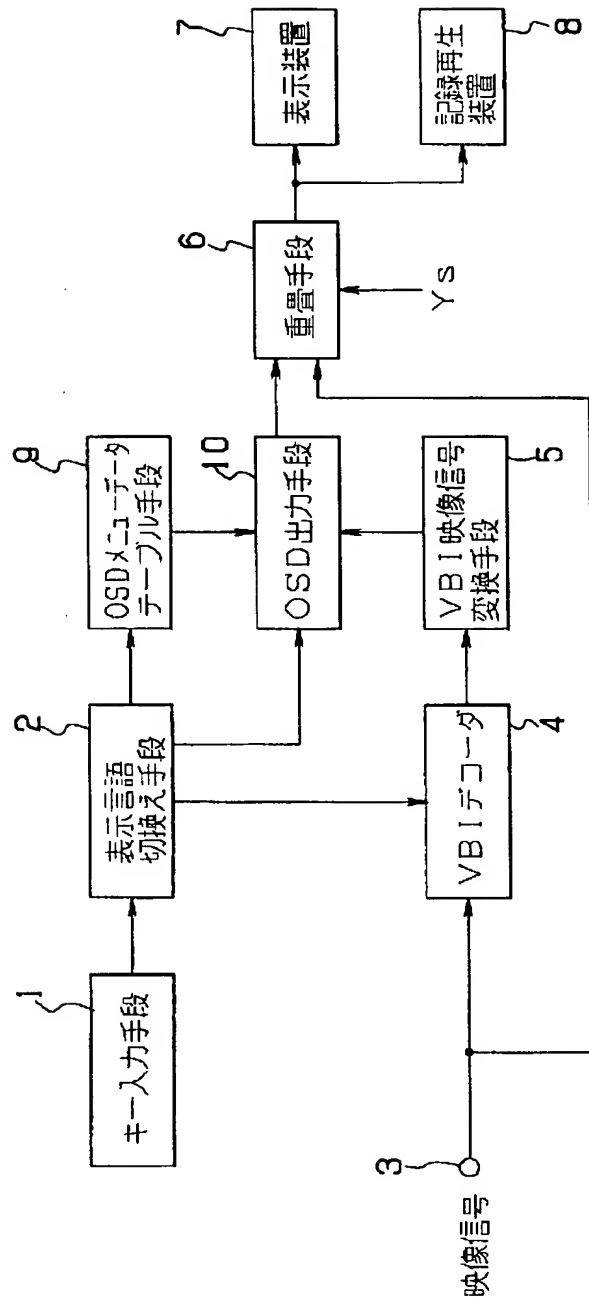 1
キー入力手段
2
表示言語
切換え手段
9
OSDメニューデータ
テーブル手段
10
OSD出力手段
3
映像信号
4
VBIデコーダ
5
VBI映像信号
変換手段
6
重畳手段
Ys
7
表示装置
8
記録再生
装置